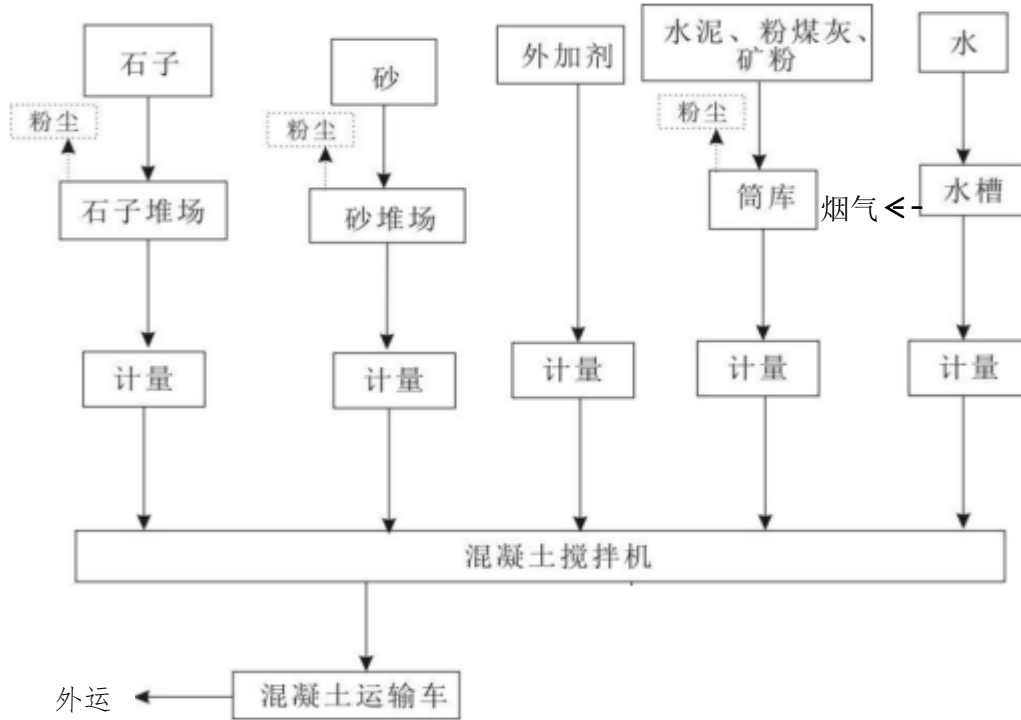 石子
砂
外加剂
水泥、粉煤灰、
矿粉
水
粉尘
粉尘
粉尘
石子堆场
砂堆场
筒库
烟气
水槽
计量
计量
计量
计量
计量
混凝土搅拌机
外运
混凝土运输车